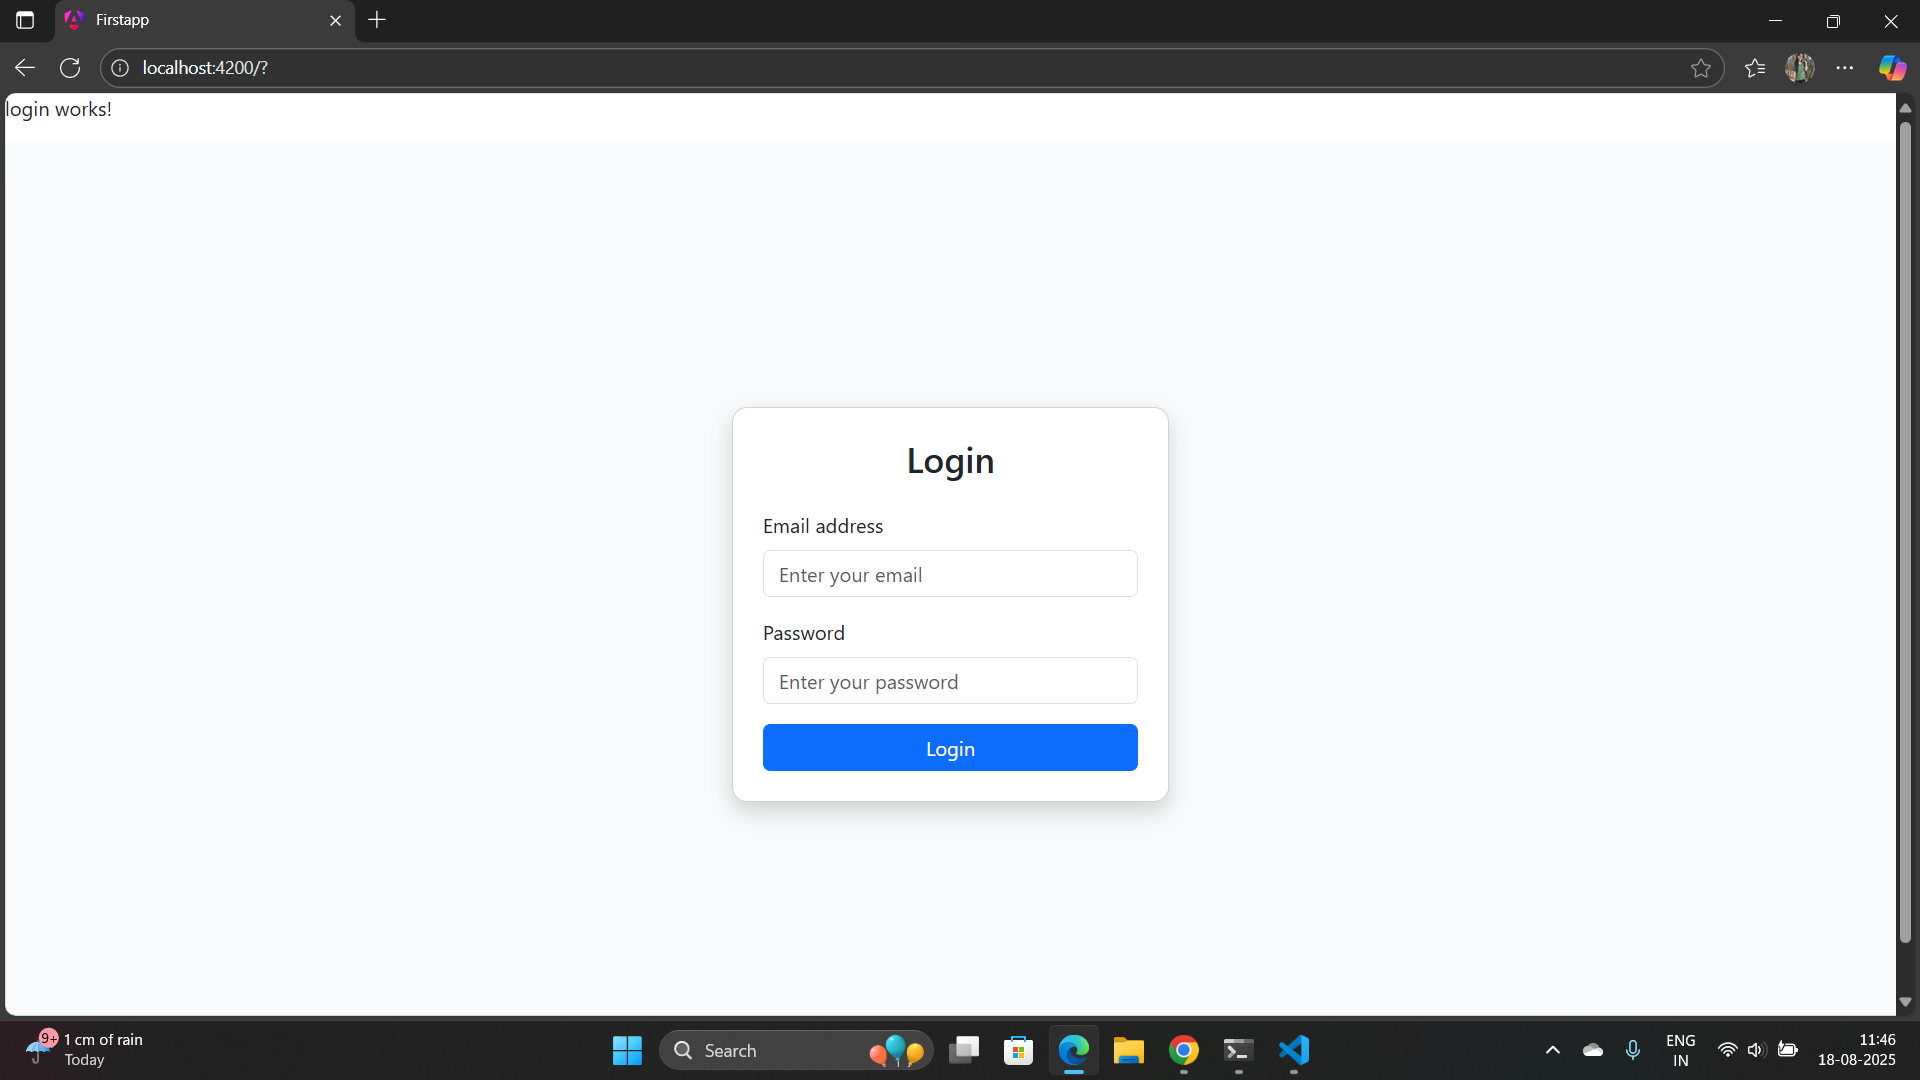 Firstapp
localhost:4200/?
login works!
Login
Email address
Enter your email
Password
Enter your password
Login
9+
1 cm of rain
Today
Search
ENG
IN
11:46
18-08-2025